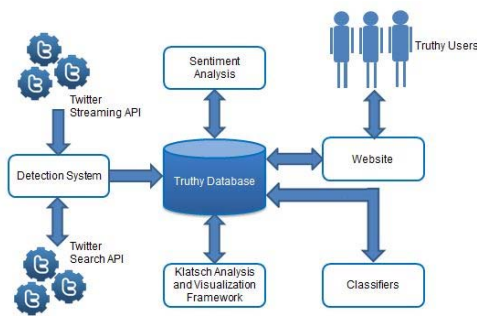 Truthy Users
Twitter
Streaming API
Sentiment
Analysis
Detection System
Truthy Database
Website
Twitter
Search API
Klatsch Analysis
and Visualization
Framework
Classifiers